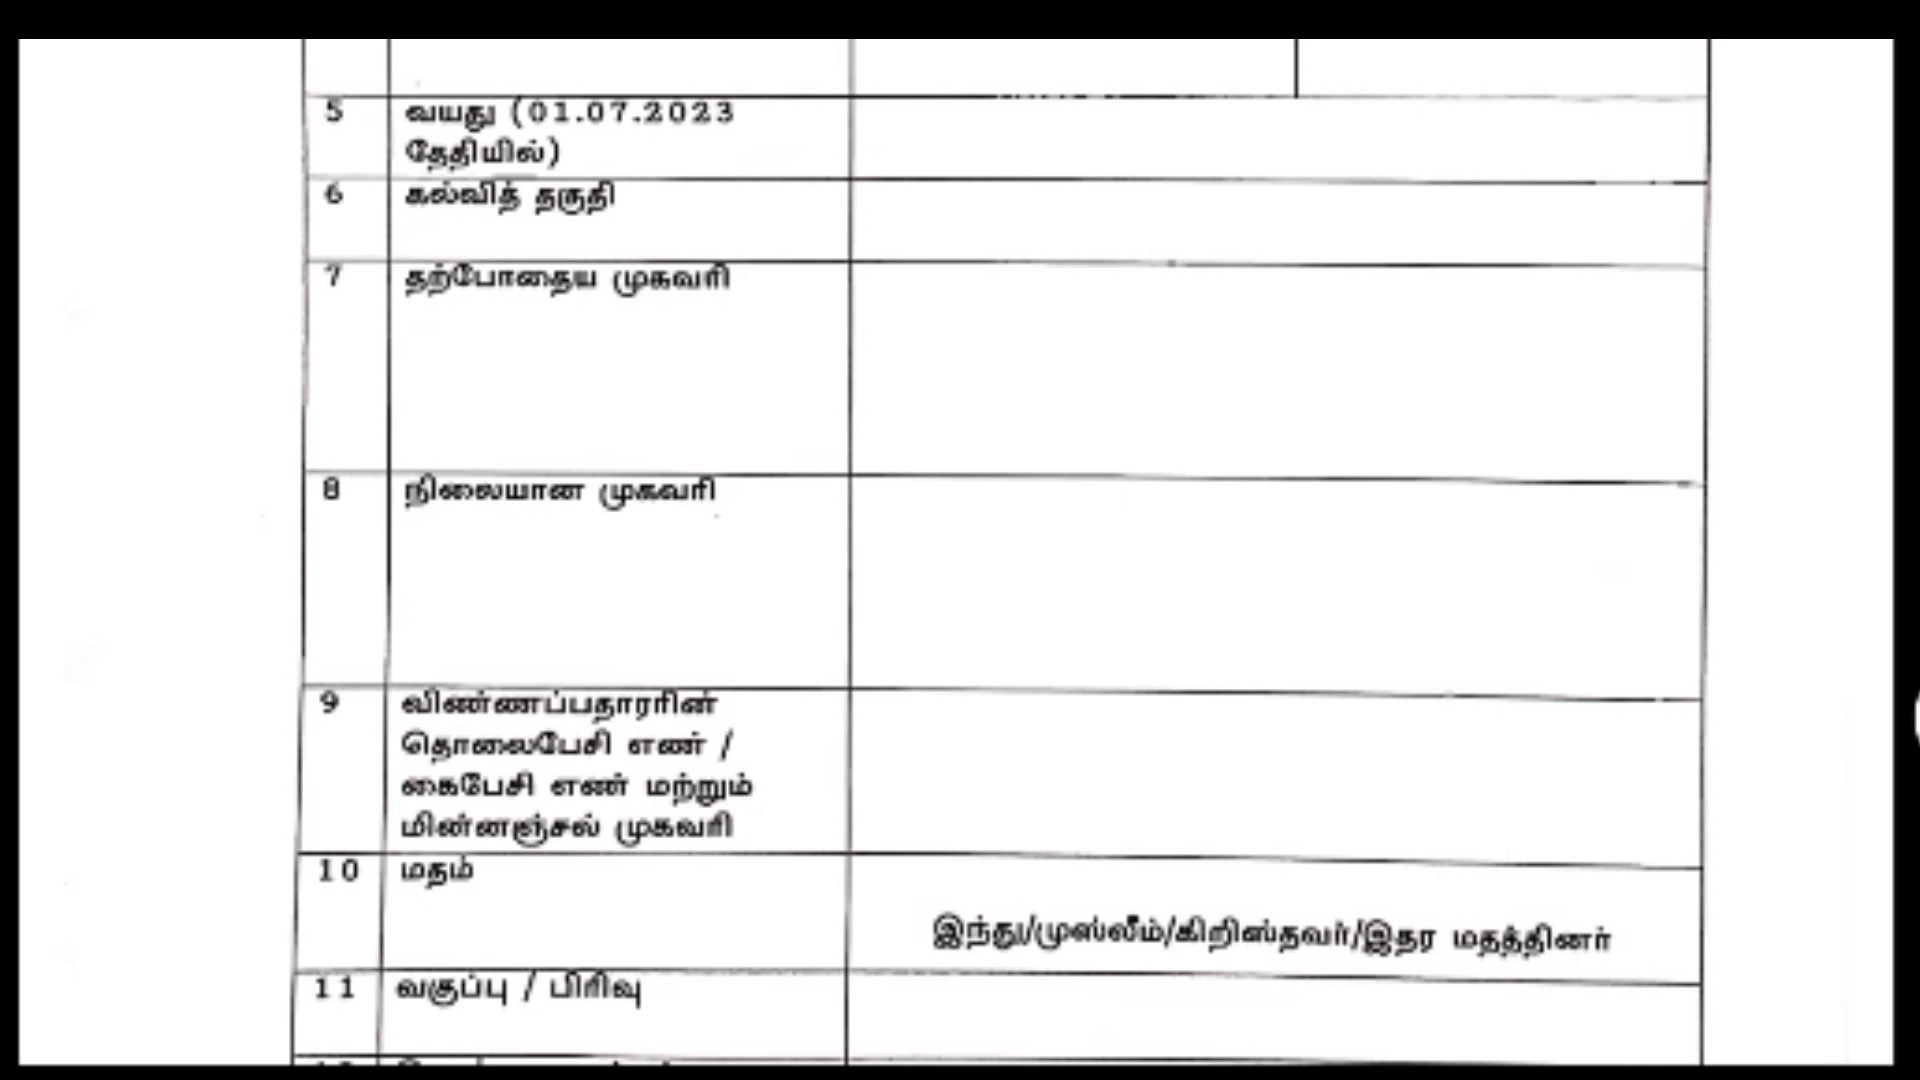 5 வயது (01.07.2023
தேதியில்)
6 கல்வித் தகுதி
7 தற்போதைய முகவரி
8 நிலையான முகவரி
9 விண்ணப்பதாரரின்
தொலைபேசி எண் /
கைபேசி எண் மற்றும்
மின்னஞ்சல் முகவரி
10 மதம்
இந்து/முஸ்லீம்/கிறிஸ்தவர்/இதர மதத்தினர்
11 வகுப்பு / பிரிவு